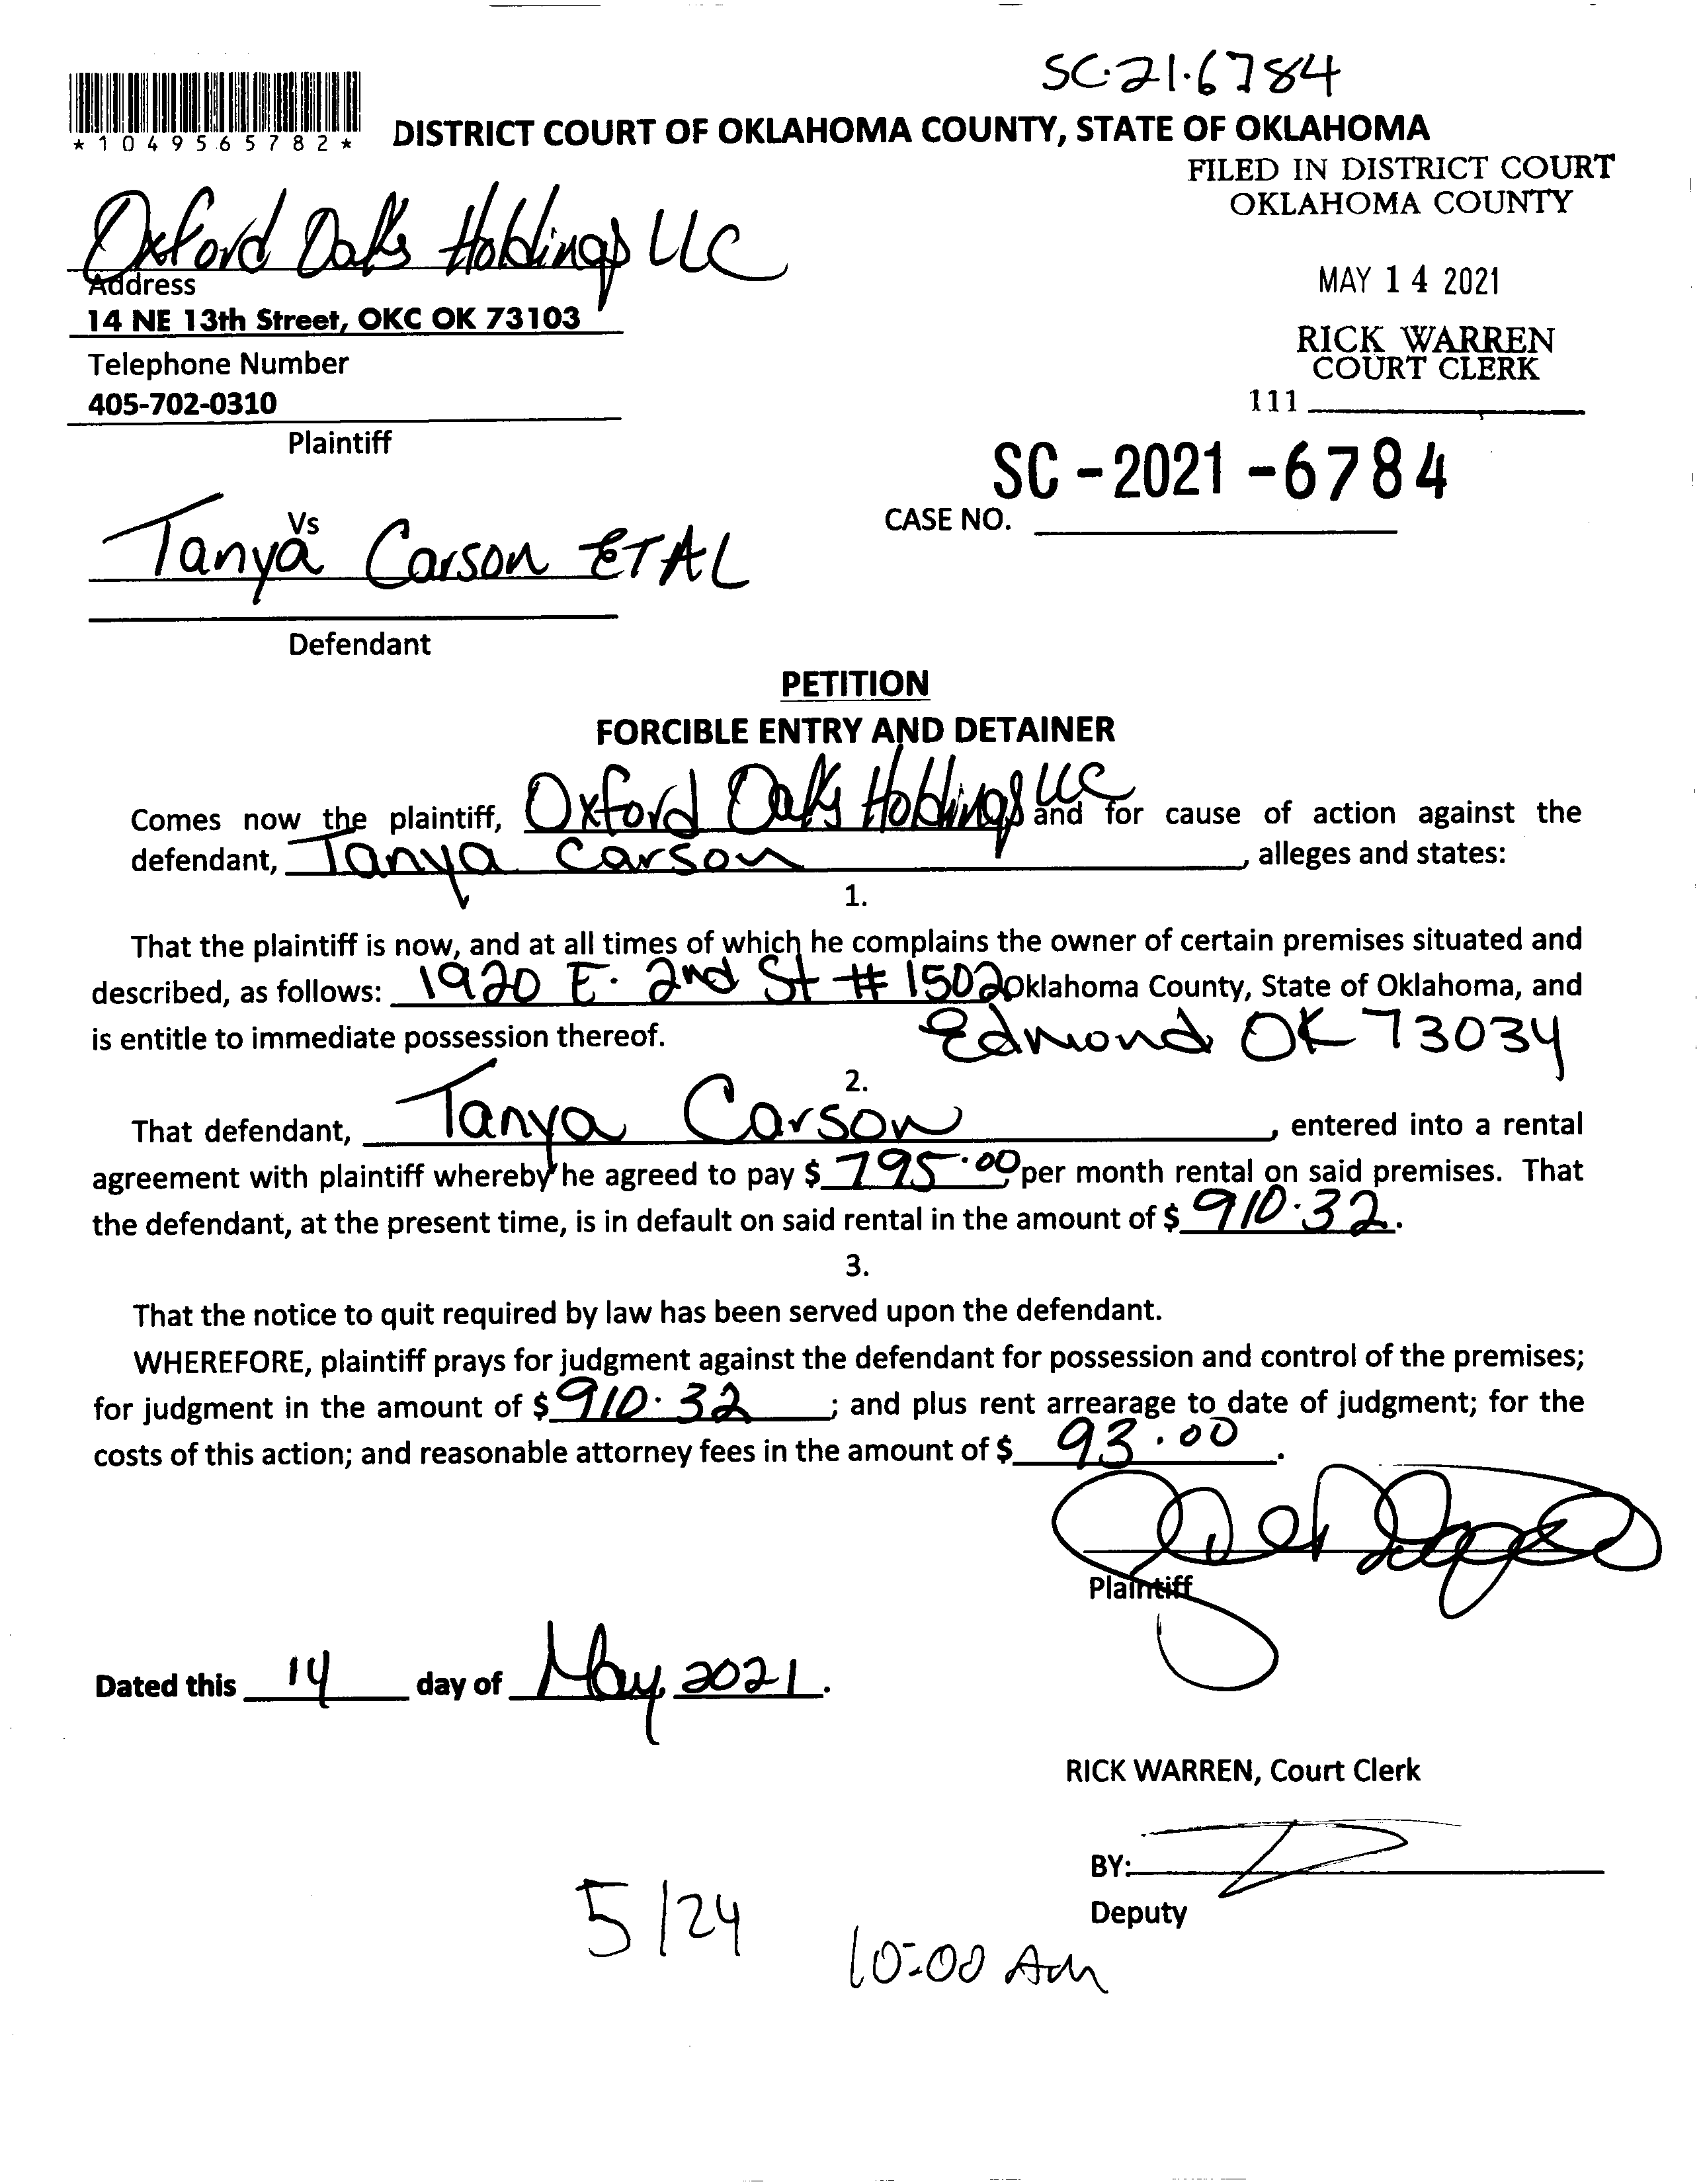 SC-21-6784
*1049565782*
DISTRICT COURT OF OKLAHOMA COUNTY, STATE OF OKLAHOMA
FILED IN DISTRICT COURT
OKLAHOMA COUNTY
Oxford Oaks Holdings LLC
Address
14 NE 13th Street, OKC OK 73103
MAY 14 2021
RICK WARREN
COURT CLERK
Telephone Number
405-702-0310
111
Plaintiff
SC - 2021 - 6784
CASE NO.
Vs
Tanya Carson ETAL
Defendant
PETITION
FORCIBLE ENTRY AND DETAINER
Comes now the plaintiff, Oxford Oaks Holdings LLC and for cause of action against the
defendant, Tanya Carson, alleges and states:
1.
That the plaintiff is now, and at all times of which he complains the owner of certain premises situated and
described, as follows: 1920 E. 2nd St # 1502 Oklahoma County, State of Oklahoma, and
is entitle to immediate possession thereof. Edmond OK 73034
2.
That defendant, Tanya Carson, entered into a rental
agreement with plaintiff whereby he agreed to pay $ 795.00, per month rental on said premises. That
the defendant, at the present time, is in default on said rental in the amount of $ 910.32.
3.
That the notice to quit required by law has been served upon the defendant.
WHEREFORE, plaintiff prays for judgment against the defendant for possession and control of the premises;
for judgment in the amount of $ 910.32; and plus rent arrearage to date of judgment; for the
costs of this action; and reasonable attorney fees in the amount of $ 93.00.
Plaintiff
Dated this 14 day of May 2021.
RICK WARREN, Court Clerk
BY:
Deputy
5/24
10:00 Am